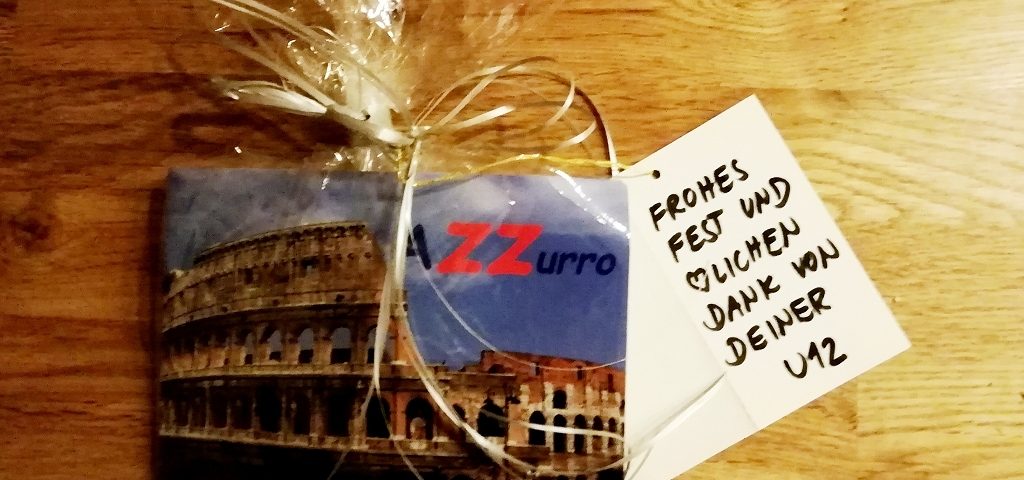 AZZurro
FROHES
FEST UND
♡LICHEN
DANK VON
DEINER
U12